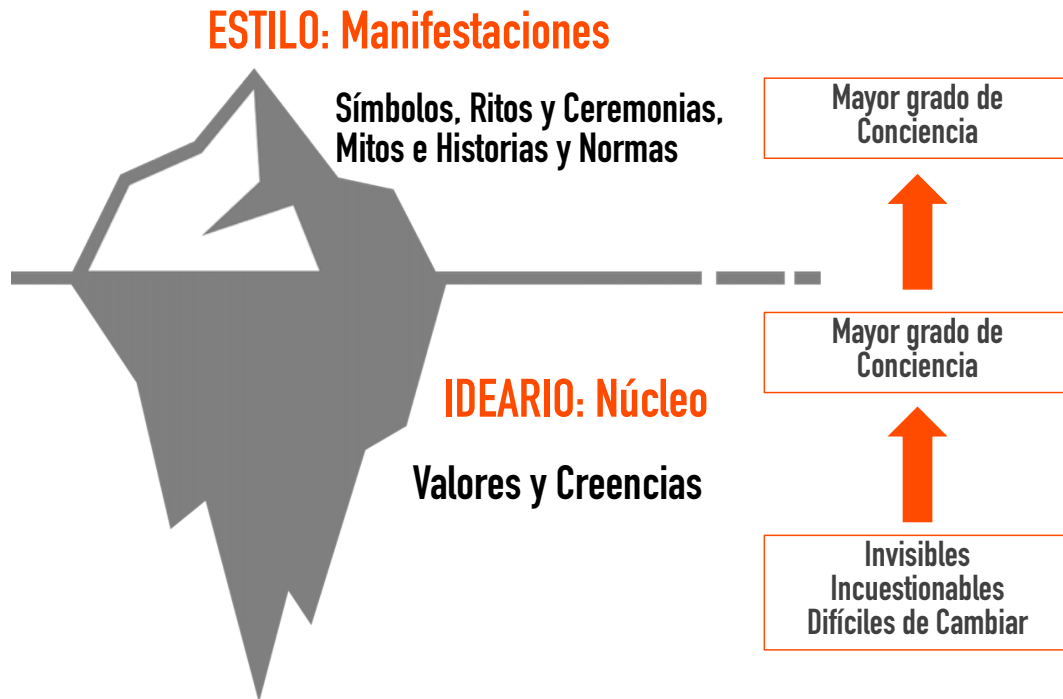 ESTILO: Manifestaciones
Símbolos, Ritos y Ceremonias,
Mitos e Historias y Normas
Mayor grado de
Conciencia
Mayor grado de
Conciencia
IDEARIO: Núcleo
Valores y Creencias
Invisibles
Incuestionables
Difíciles de Cambiar